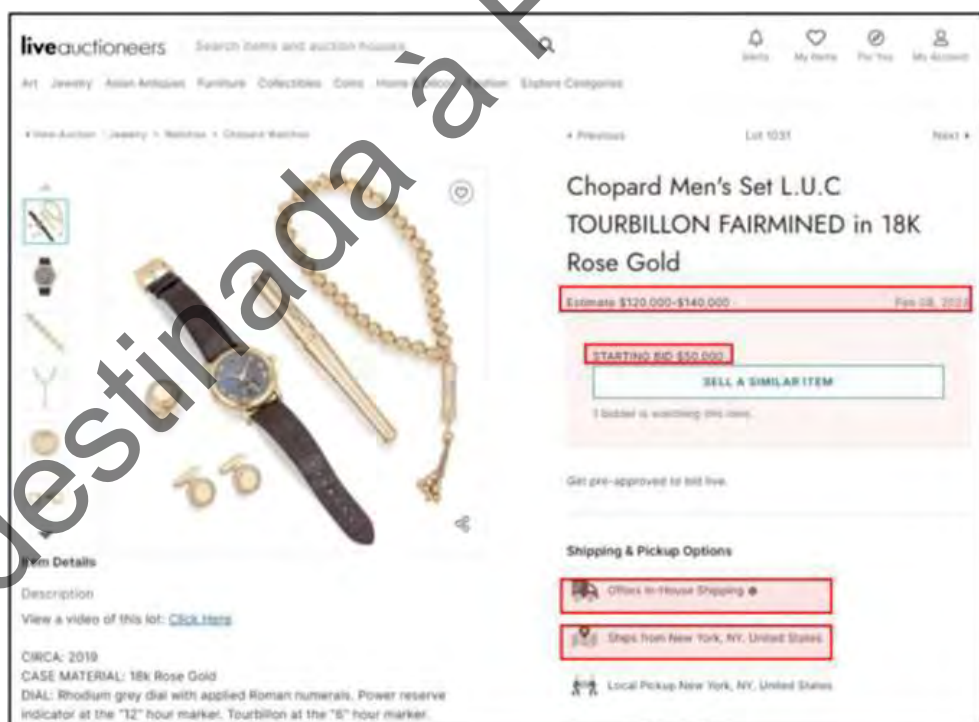 liveauctioneers
Search items and auction houses
Alerts My Items For You My Account
Art Jewelry Asian Antiques Furniture Collectibles Coins Home Fashion Explore Categories
View Auction Jewelry > Watches > Chopard Watches
Previous Lot 1031 Next
Chopard Men's Set L.U.C
TOURBILLON FAIRMINED in 18K
Rose Gold
Estimate $120,000-$140,000 Feb 08,
STARTING BID $50,000
SELL A SIMILAR ITEM
1 bidder is watching this item.
Get pre-approved to bid live.
Shipping & Pickup Options
Offers In-House Shipping
Ships from New York, NY, United States
Local Pickup New York, NY, United States
Item Details
Description
View a video of this lot: Click Here
CIRCA: 2019
CASE MATERIAL: 18k Rose Gold
DIAL: Rhodium grey dial with applied Roman numerals. Power reserve
indicator at the "12" hour marker. Tourbillon at the "6" hour marker.
destinada à